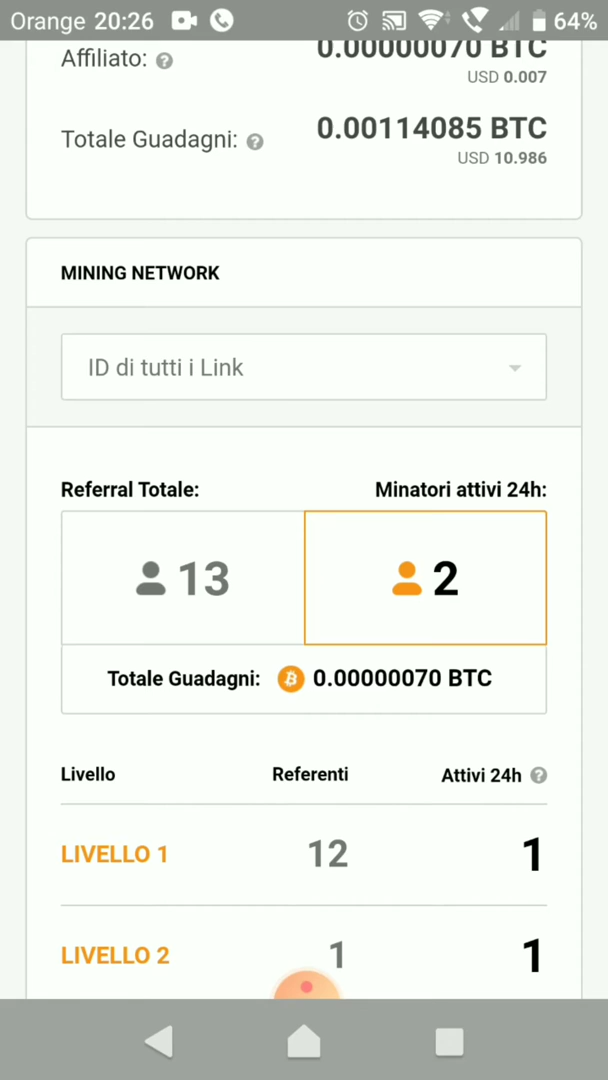 Orange 20:26 64%
Affiliato: 0.00000070 BTC
USD 0.007
Totale Guadagni: 0.00114085 BTC
USD 10.986
MINING NETWORK
ID di tutti i Link
Referral Totale: Minatori attivi 24h:
13 2
Totale Guadagni: 0.00000070 BTC
Livello Referenti Attivi 24h
LIVELLO 1 12 1
LIVELLO 2 1 1